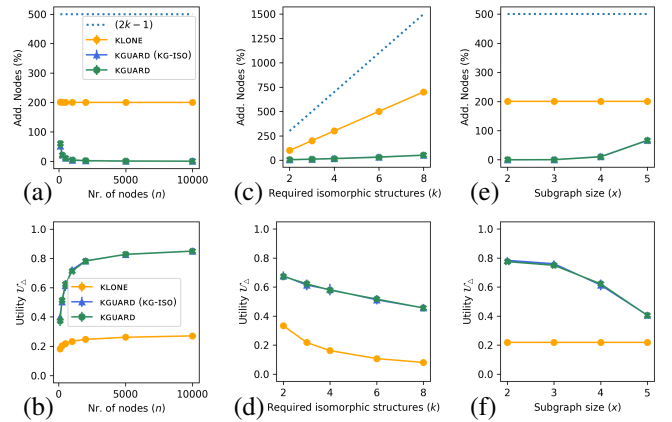 500
400
300
200
100
0
Add. Nodes (%)
(2k − 1)
KLONE
KGUARD (KG-ISO)
KGUARD
0
5000
10000
Nr. of nodes (n)
(a)
1500
1250
1000
750
500
250
0
Add. Nodes (%)
2
4
6
8
Required isomorphic structures (k)
(c)
500
400
300
200
100
0
Add. Nodes (%)
2
3
4
5
Subgraph size (x)
(e)
1.0
0.8
0.6
0.4
0.2
0.0
Utility 𝒰△
KLONE
KGUARD (KG-ISO)
KGUARD
0
5000
10000
Nr. of nodes (n)
(b)
1.0
0.8
0.6
0.4
0.2
0.0
Utility 𝒰△
2
4
6
8
Required isomorphic structures (k)
(d)
1.0
0.8
0.6
0.4
0.2
0.0
Utility 𝒰△
2
3
4
5
Subgraph size (x)
(f)